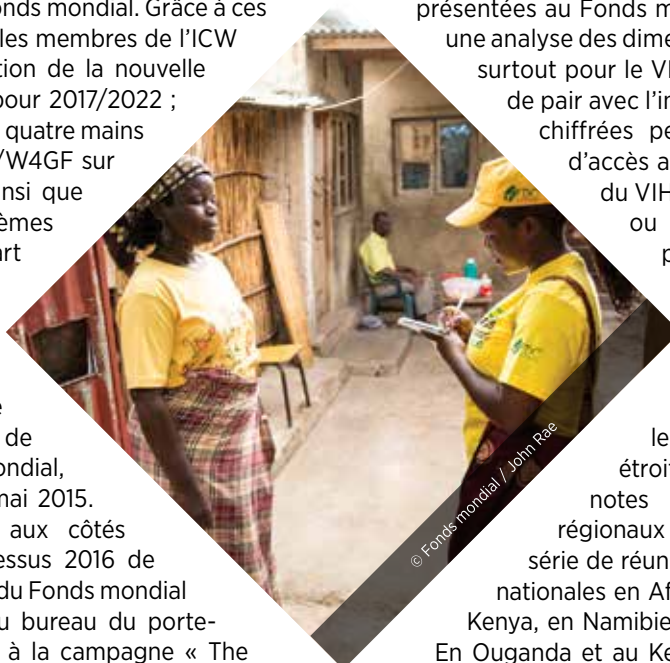 onds mondial. Grâce à ces
les membres de l’ICW
tion de la nouvelle
pour 2017/2022 ;
quatre mains
/W4GF sur
nsi que
èmes
art
e
de
ondial,
mai 2015.
aux côtés
essus 2016 de
du Fonds mondial
u bureau du porte-
à la campagne « The
© Fonds mondial / John Rae
présentées au Fonds m
une analyse des dime
surtout pour le VI
de pair avec l’in
chiffrées pe
d’accès a
du VIH
ou
p
le
étroi
notes
régionaux
série de réun
nationales en Af
Kenya, en Namibie
En Ouganda et au Ke